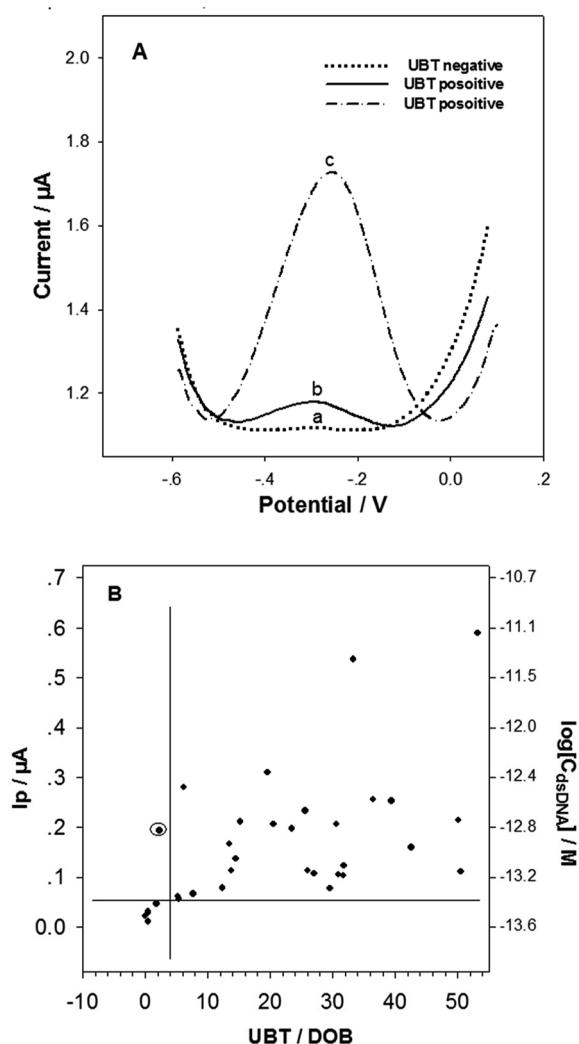 A
2.0
1.8
1.6
1.4
1.2
Current / µA
UBT negative
UBT posoitive
UBT posoitive
c
b
a
-.6
-.4
-.2
0.0
.2
Potential / V
B
.7
.6
.5
.4
.3
.2
.1
0.0
Ip / µA
-10.7
-11.1
-11.5
-12.0
-12.4
-12.8
-13.2
-13.6
log[CdsDNA] / M
-10
0
10
20
30
40
50
UBT / DOB